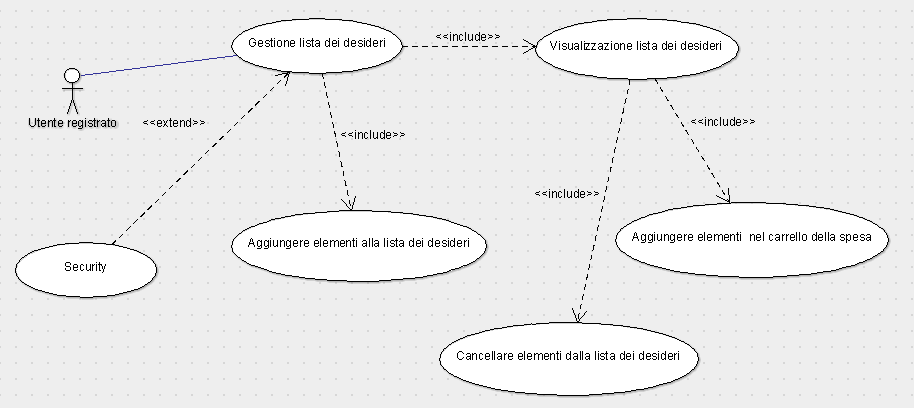 Gestione lista dei desideri
<<include>>
Visualizzazione lista dei desideri
Utente registrato
<<extend>>
<<include>>
<<include>>
<<include>>
Aggiungere elementi alla lista dei desideri
Aggiungere elementi nel carrello della spesa
Security
Cancellare elementi dalla lista dei desideri